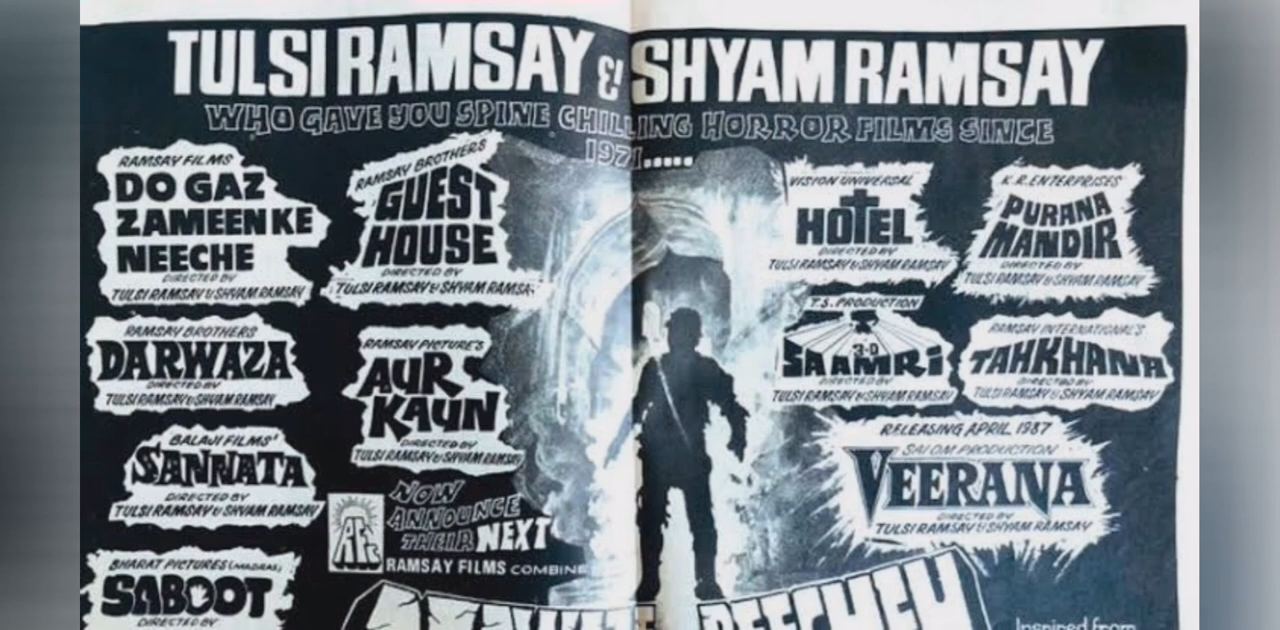 TULSI RAMSAY & SHYAM RAMSAY
WHO GAVE YOU SPINE CHILLING HORROR FILMS SINCE
1971.....
RAMSAY FILMS
DO GAZ
ZAMEEN KE
NEECHE
DIRECTED BY
TULSI RAMSAY & SHYAM RAMSAY
RAMSAY BROTHERS
GUEST
HOUSE
DIRECTED BY
TULSI RAMSAY & SHYAM RAMSAY
VISION UNIVERSAL
HOTEL
DIRECTED BY
TULSI RAMSAY & SHYAM RAMSAY
K.R. ENTERPRISES'
PURANA
MANDIR
DIRECTED BY
TULSI RAMSAY & SHYAM RAMSAY
RAMSAY BROTHERS
DARWAZA
DIRECTED BY
TULSI RAMSAY & SHYAM RAMSAY
RAMSAY PICTURE'S
AUR
KAUN
DIRECTED BY
TULSI RAMSAY & SHYAM RAMSAY
T.S. PRODUCTION
3-D
SAAMRI
DIRECTED BY
TULSI RAMSAY & SHYAM RAMSAY
RAMSAY INTERNATIONAL'S
TAHKHANA
DIRECTED BY
TULSI RAMSAY & SHYAM RAMSAY
BALAJI FILMS'
SANNATA
DIRECTED BY
TULSI RAMSAY & SHYAM RAMSAY
RELEASING APRIL 1987
SAI OM PRODUCTION
VEERANA
DIRECTED BY
TULSI RAMSAY & SHYAM RAMSAY
NOW
ANNOUNCE
THEIR NEXT
RAMSAY FILMS COMBINE
BHARAT PICTURES (MADRAS)
SABOOT
DIRECTED BY
Inspired from